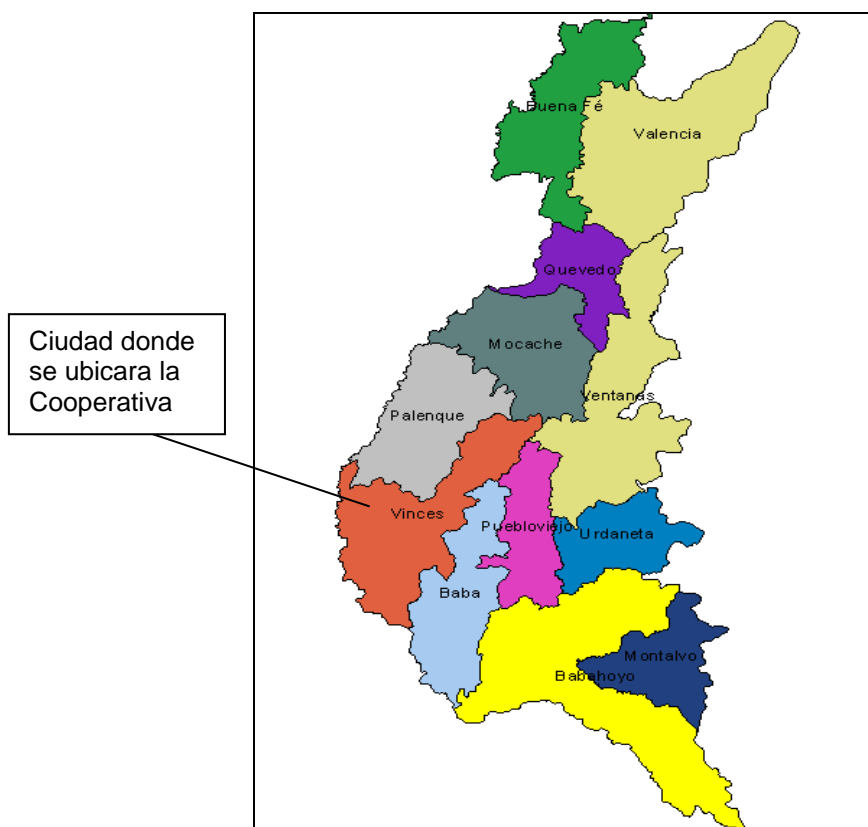 Buena Fé
Valencia
Quevedo
Ciudad donde
se ubicara la
Cooperativa
Mocache
Ventanas
Palenque
Vinces
Puebloviejo
Urdaneta
Baba
Montalvo
Babahoyo